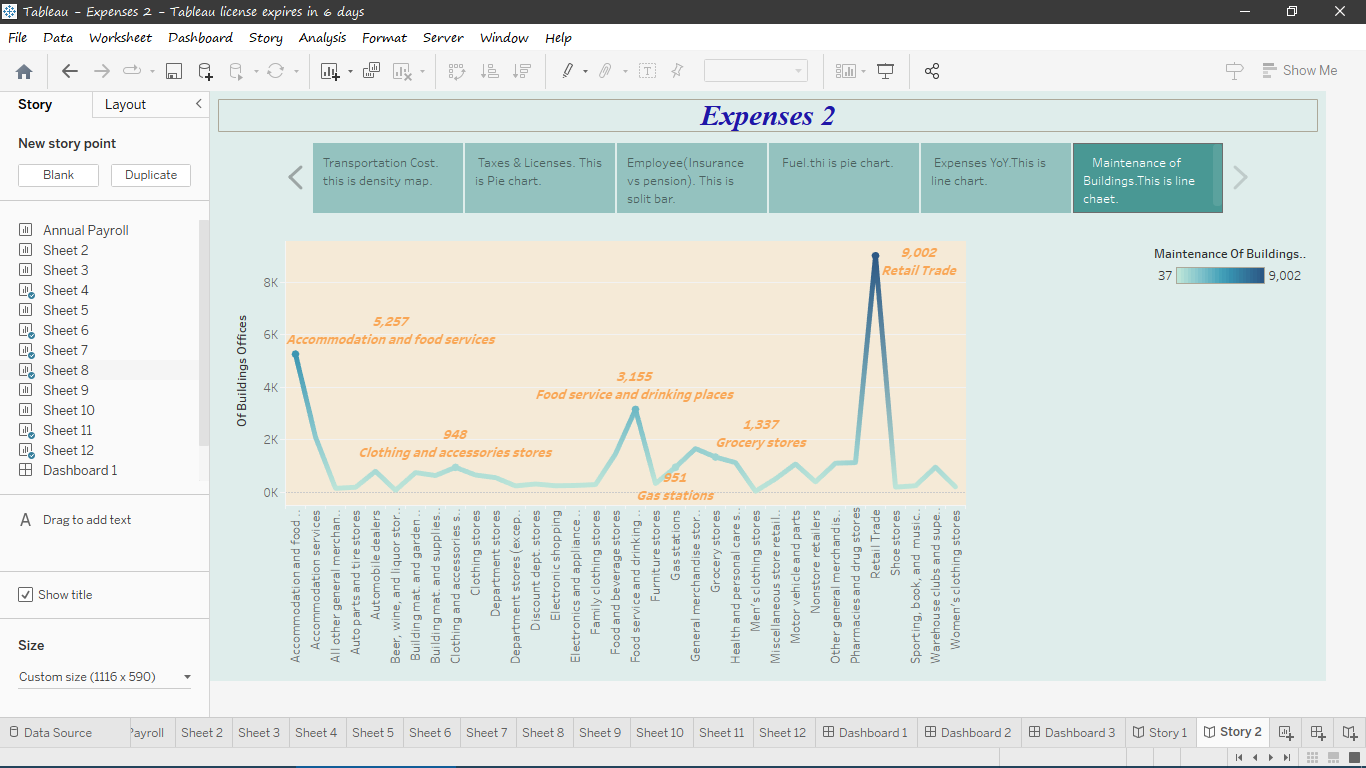 Tableau - Expenses 2 - Tableau license expires in 6 days
File Data Worksheet Dashboard Story Analysis Format Server Window Help
Show Me
Story Layout
New story point
Blank Duplicate
Annual Payroll
Sheet 2
Sheet 3
Sheet 4
Sheet 5
Sheet 6
Sheet 7
Sheet 8
Sheet 9
Sheet 10
Sheet 11
Sheet 12
Dashboard 1
A Drag to add text
Show title
Size
Custom size (1116 x 590)
Expenses 2
Transportation Cost.
this is density map.
Taxes & Licenses. This
is Pie chart.
Employee(Insurance
vs pension). This is
solit bar.
Fuel.thi is pie chart.
Expenses YoY.This is
line chart.
Maintenance of
Buildings.This is line
chaet.
Maintenance Of Buildings..
37 9,002
Of Buildings Offices
8K
6K
4K
2K
0K
9,002
Retail Trade
5,257
Accommodation and food services
3,155
Food service and drinking places
948
Clothing and accessories stores
1,337
Grocery stores
951
Gas stations
Accommodation and food ..
Accommodation services
All other general merchan..
Auto parts and tire stores
Automobile dealers
Beer, wine, and liquor stor..
Building mat. and garden ..
Building mat. and supplies..
Clothing and accessories s..
Clothing stores
Department stores
Department stores (excep..
Discount dept. stores
Electronic shopping
Electronics and appliance ..
Family clothing stores
Food and beverage stores
Food service and drinking ..
Furniture stores
Gas stations
General merchandise stor..
Grocery stores
Health and personal care s..
Men's clothing stores
Miscellaneous store retail..
Motor vehicle and parts
Nonstore retailers
Other general merchandis..
Pharmacies and drug stores
Retail Trade
Shoe stores
Sporting, book, and music..
Warehouse clubs and supe..
Women's clothing stores
Data Source Payroll Sheet 2 Sheet 3 Sheet 4 Sheet 5 Sheet 6 Sheet 7 Sheet 8 Sheet 9 Sheet 10 Sheet 11 Sheet 12 Dashboard 1 Dashboard 2 Dashboard 3 Story 1 Story 2